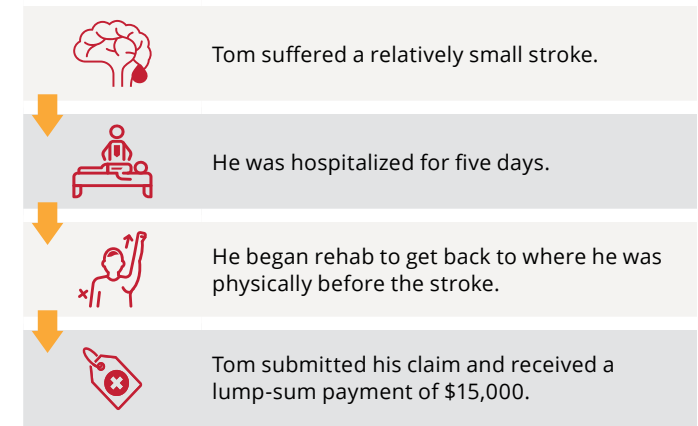 Tom suffered a relatively small stroke.
He was hospitalized for five days.
He began rehab to get back to where he was
physically before the stroke.
Tom submitted his claim and received a
lump-sum payment of $15,000.